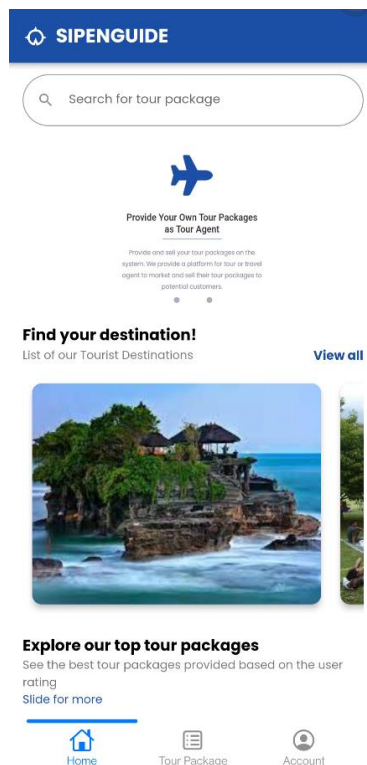 SIPENGUIDE
Search for tour package
Provide Your Own Tour Packages
as Tour Agent
Provide and sell your tour packages on the
system. We provide a platform for tour or travel
agent to market and sell their tour packages to
potential customers.
Find your destination!
List of our Tourist Destinations
View all
Explore our top tour packages
See the best tour packages provided based on the user
rating
Slide for more
Home
Tour Package
Account